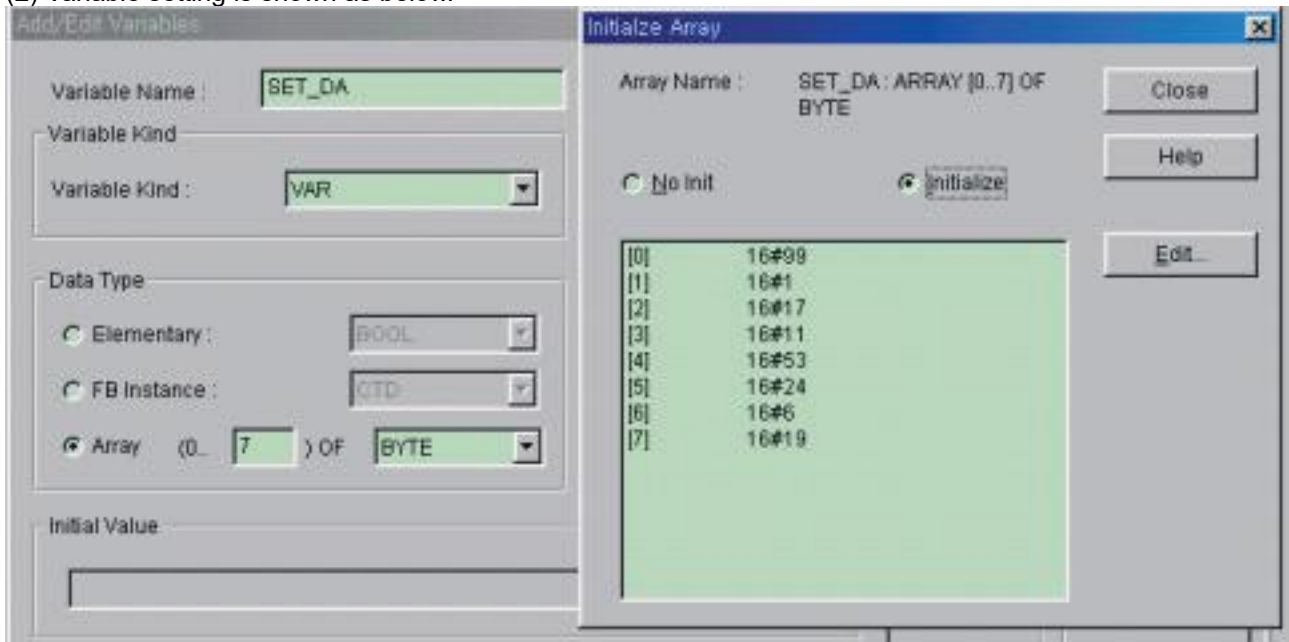 (2) Variable setting is shown as below.
Add/Edit Variables
Variable Name : SET_DA
Variable Kind
Variable Kind : VAR
Data Type
Elementary : BOOL
FB Instance : CTD
Array (0.. 7 ) OF BYTE
Initial Value
Initialze Array
Array Name : SET_DA : ARRAY [0..7] OF
BYTE
No Init Initialize
[0] 16#99
[1] 16#1
[2] 16#17
[3] 16#11
[4] 16#53
[5] 16#24
[6] 16#6
[7] 16#19
Close
Help
Edit...